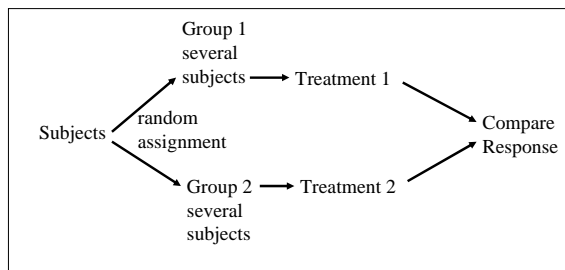 Group 1
several
subjects
Treatment 1
Subjects
random
assignment
Compare
Response
Group 2
several
subjects
Treatment 2